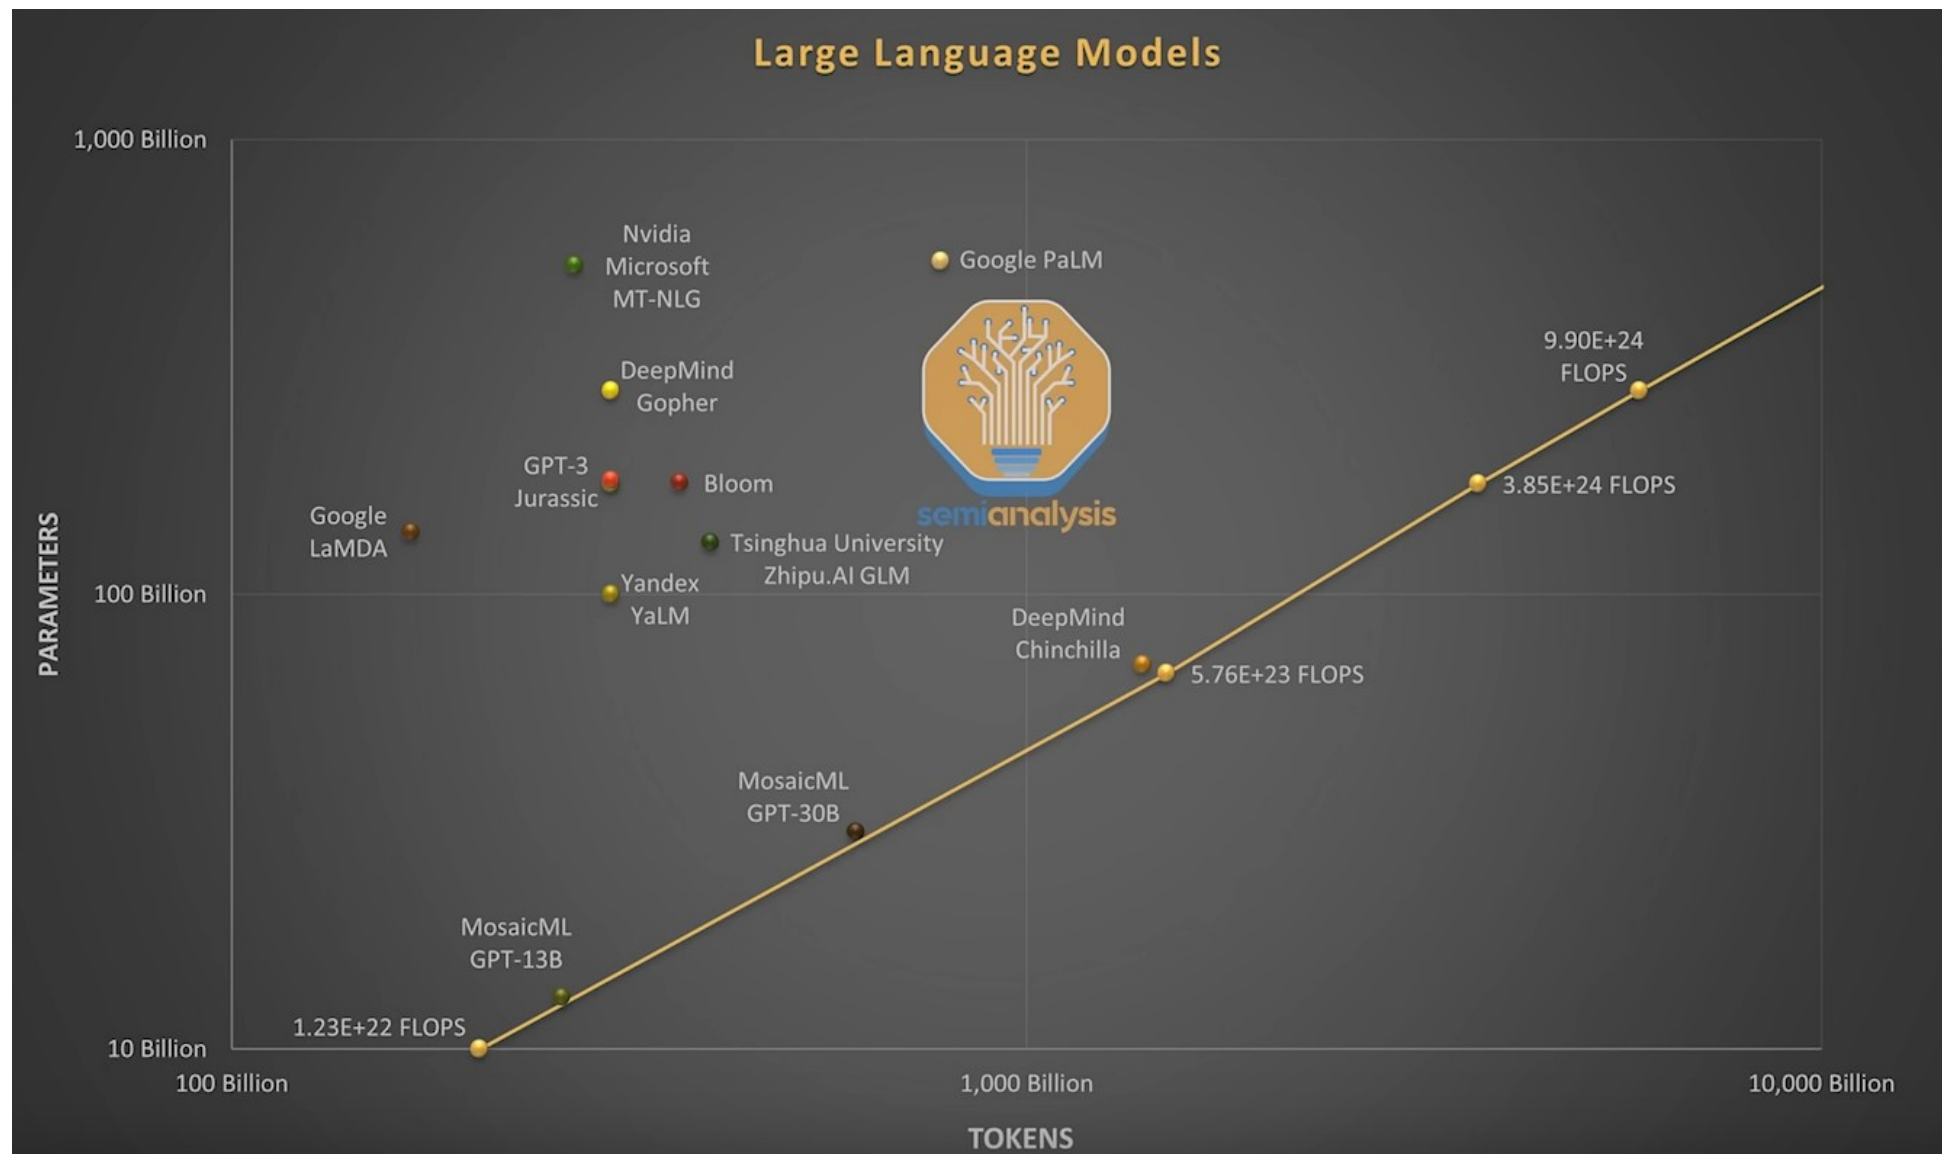 Large Language Models
1,000 Billion
Nvidia
Microsoft
MT-NLG
Google PaLM
9.90E+24
FLOPS
DeepMind
Gopher
GPT-3
Jurassic
Bloom
3.85E+24 FLOPS
semianalysis
Google
LaMDA
Tsinghua University
Zhipu.AI GLM
PARAMETERS
100 Billion
Yandex
YaLM
DeepMind
Chinchilla
5.76E+23 FLOPS
MosaicML
GPT-30B
MosaicML
GPT-13B
1.23E+22 FLOPS
10 Billion
100 Billion
1,000 Billion
10,000 Billion
TOKENS